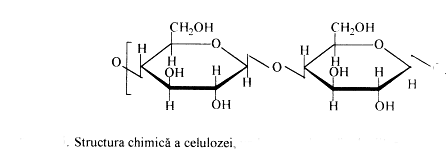 CH₂OH CH₂OH
H O H O
O H H O H
OH H OH H
H H
H OH H OH
. Structura chimică a celulozei,